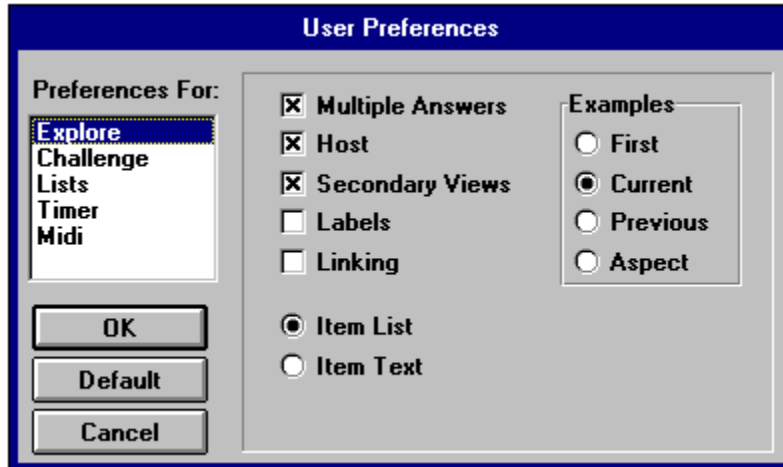 User Preferences
Preferences For:
Explore
Challenge
Lists
Timer
Midi
OK
Default
Cancel
Multiple Answers
Host
Secondary Views
Labels
Linking
Item List
Item Text
Examples
First
Current
Previous
Aspect